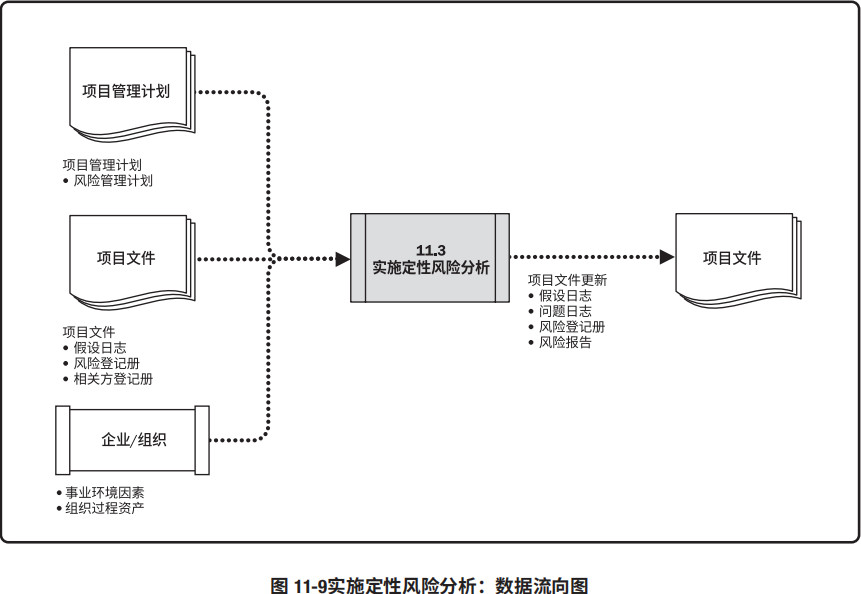 项目管理计划
项目管理计划
• 风险管理计划
项目文件
项目文件
• 假设日志
• 风险登记册
• 相关方登记册
企业/组织
• 事业环境因素
• 组织过程资产
11.3
实施定性风险分析
项目文件更新
• 假设日志
• 问题日志
• 风险登记册
• 风险报告
项目文件
图 11-9实施定性风险分析：数据流向图